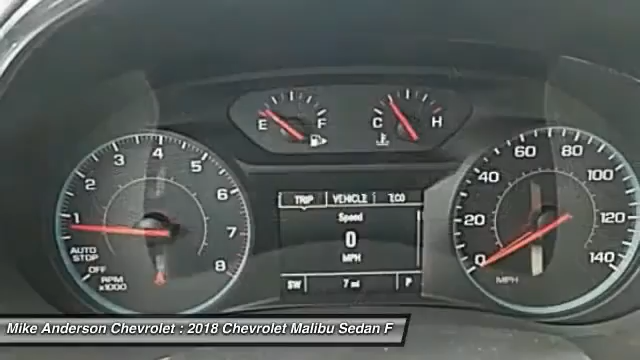 E F
C H
1 2 3 4 5 6 7 8
AUTO STOP
OFF
RPM x1000
TRIP VEHICLE ECO
Speed
0
MPH
SW 7 mi P
0 20 40 60 80 100 120 140
MPH
Mike Anderson Chevrolet : 2018 Chevrolet Malibu Sedan F